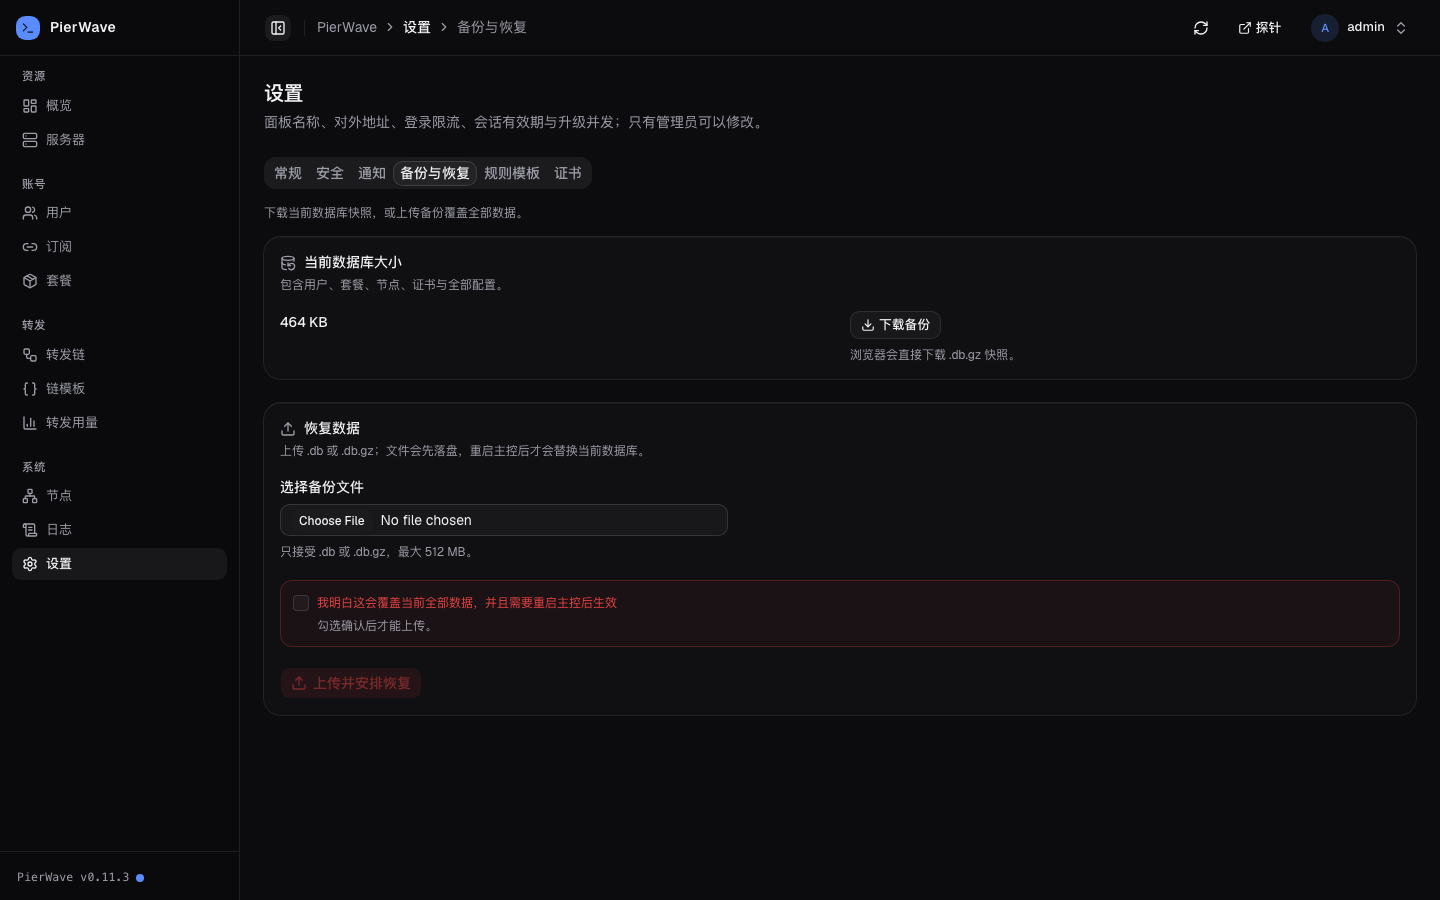 PierWave
PierWave > 设置 > 备份与恢复
探针
A
admin
资源
概览
服务器
账号
用户
订阅
套餐
转发
转发链
链模板
转发用量
系统
节点
日志
设置
PierWave v0.11.3
设置
面板名称、对外地址、登录限流、会话有效期与升级并发；只有管理员可以修改。
常规 安全 通知 备份与恢复 规则模板 证书
下载当前数据库快照，或上传备份覆盖全部数据。
当前数据库大小
包含用户、套餐、节点、证书与全部配置。
464 KB
下载备份
浏览器会直接下载 .db.gz 快照。
恢复数据
上传 .db 或 .db.gz；文件会先落盘，重启主控后才会替换当前数据库。
选择备份文件
Choose File No file chosen
只接受 .db 或 .db.gz，最大 512 MB。
我明白这会覆盖当前全部数据，并且需要重启主控后生效
勾选确认后才能上传。
上传并安排恢复